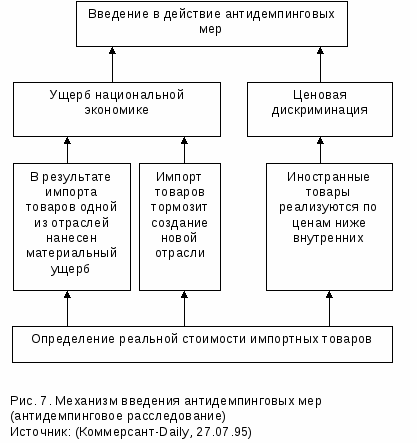 Введение в действие антидемпинговых
мер
Ущерб национальной
экономике
Ценовая
дискриминация
В результате
импорта
товаров одной
из отраслей
нанесен
материальный
ущерб
Импорт
товаров
тормозит
создание
новой
отрасли
Иностранные
товары
реализуются по
ценам ниже
внутренних
Определение реальной стоимости импортных товаров
Рис. 7. Механизм введения антидемпинговых мер
(антидемпинговое расследование)
Источник: (Коммерсант-Daily, 27.07.95)